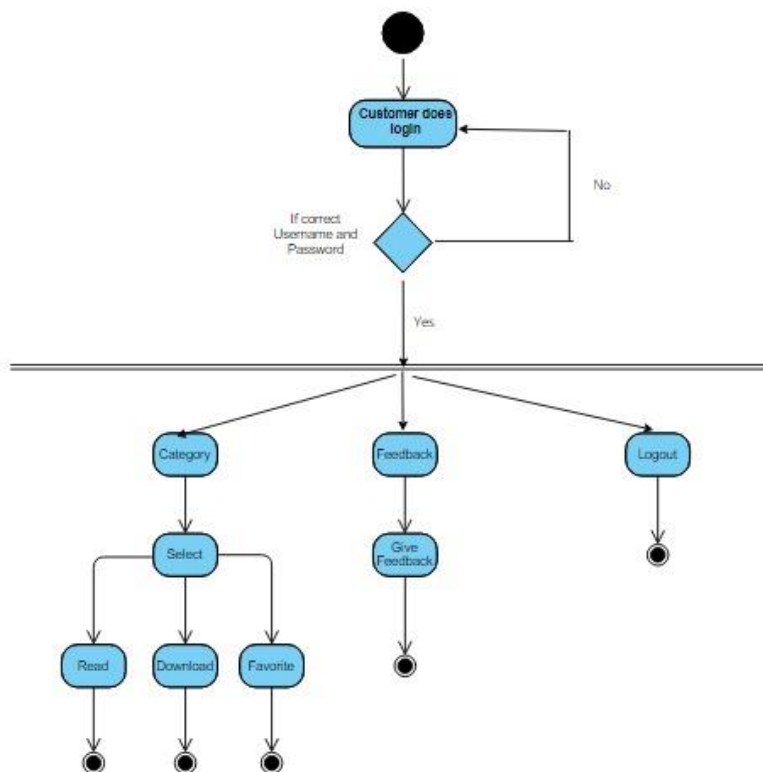 Customer does
login
No
If correct
Username and
Password
Yes
Category
Feedback
Logout
Select
Give
Feedback
Read
Download
Favorite